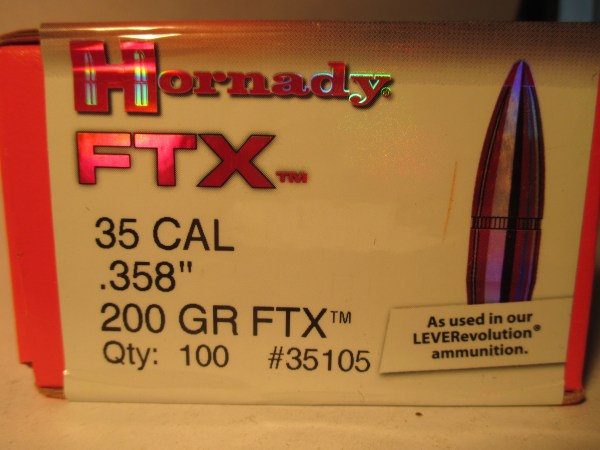 Hornady®
FTX™
35 CAL
.358"
200 GR FTX™
Qty: 100 #35105
As used in our
LEVERevolution®
ammunition.